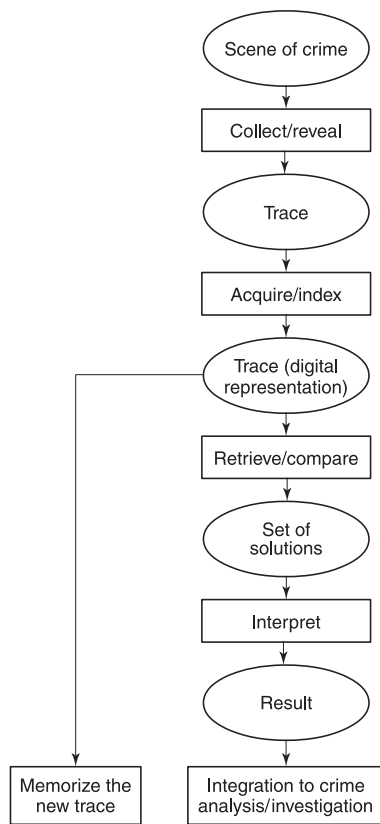 Scene of crime
Collect/reveal
Trace
Acquire/index
Trace (digital
representation)
Retrieve/compare
Set of
solutions
Interpret
Result
Memorize the
new trace
Integration to crime
analysis/investigation